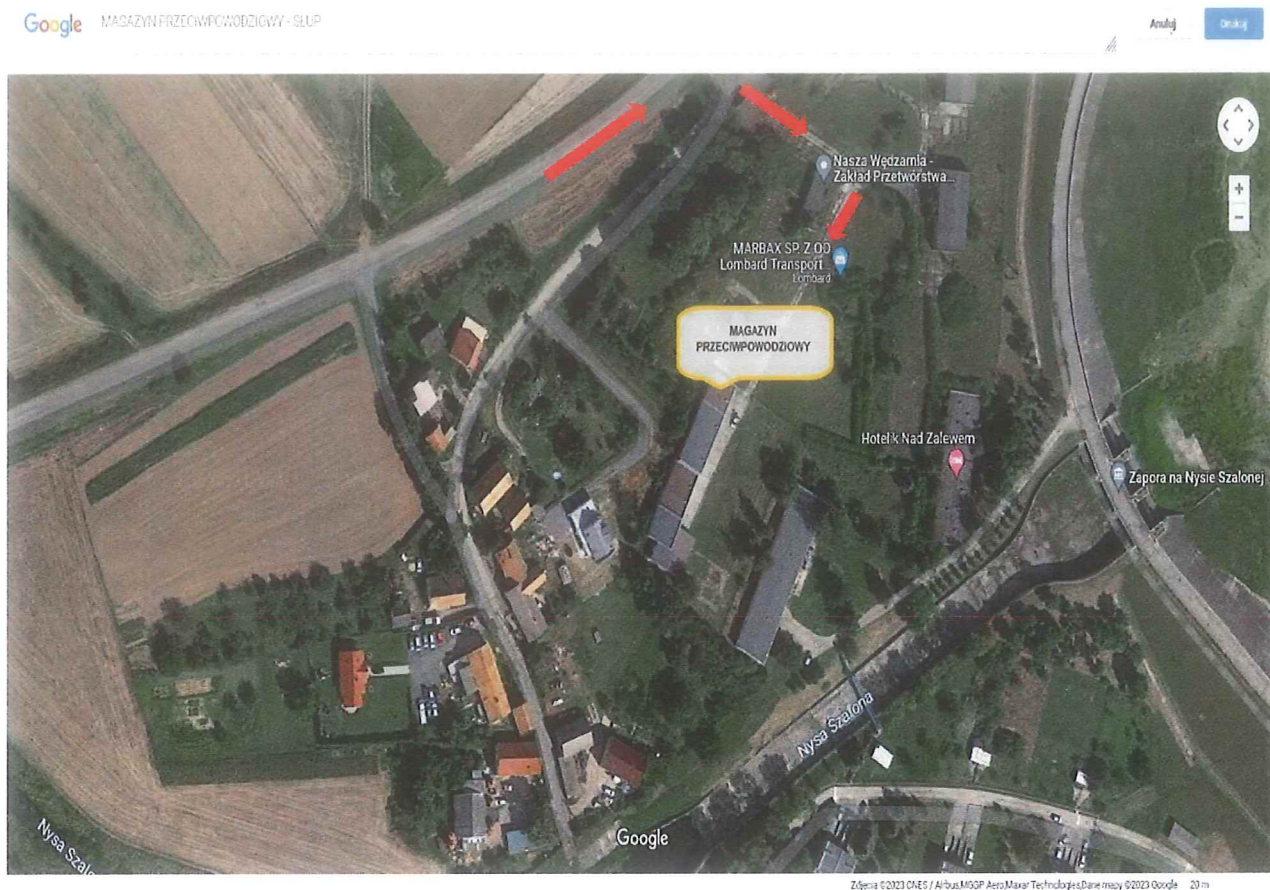 Google MAGAZYN PRZECIWPOWODZIOWY - SŁUP
Anuluj
Drukuj
Nasza Wędzarnia -
Zakład Przetwórstwa...
MARBAX SP. Z OO
Lombard Transport...
Lombard
MAGAZYN
PRZECIWPOWODZIOWY
Hotelik Nad Zalewem
Zapora na Nysie Szalonej
Nysa Szalona
Nysa Szalo
Google
Zdjęcia ©2023 CNES / Airbus,MGGP Aero,Maxar Technologies,Dane mapy ©2023 Google 20 m